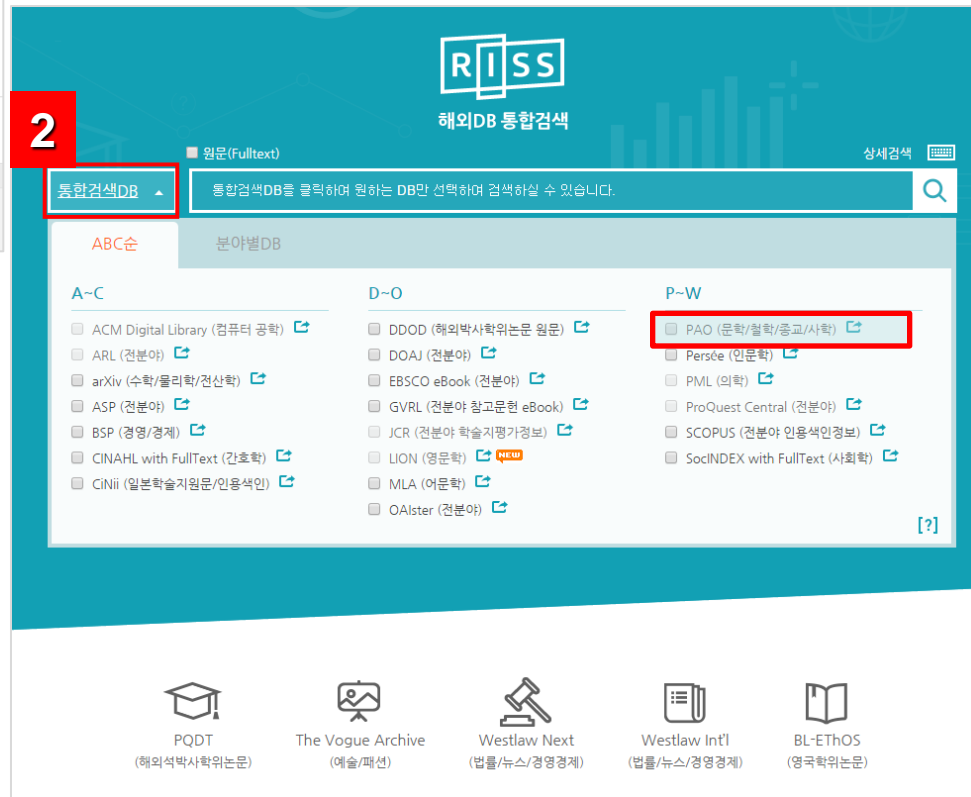 RISS
해외DB 통합검색
2
원문(Fulltext)
상세검색
통합검색DB
통합검색DB를 클릭하여 원하는 DB만 선택하여 검색하실 수 있습니다.
ABC순
분야별DB
A~C
ACM Digital Library (컴퓨터 공학)
ARL (전분야)
arXiv (수학/물리학/전산학)
ASP (전분야)
BSP (경영/경제)
CINAHL with FullText (간호학)
CiNii (일본학술지원문/인용색인)
D~O
DDOD (해외박사학위논문 원문)
DOAJ (전분야)
EBSCO eBook (전분야)
GVRL (전분야 참고문헌 eBook)
JCR (전분야 학술지평가정보)
LION (영문학) NEW
MLA (어문학)
OAIster (전분야)
P~W
PAO (문학/철학/종교/사학)
Persée (인문학)
PML (의학)
ProQuest Central (전분야)
SCOPUS (전분야 인용색인정보)
SocINDEX with FullText (사회학)
[?]
PQDT
(해외석박사학위논문)
The Vogue Archive
(예술/패션)
Westlaw Next
(법률/뉴스/경영경제)
Westlaw Int'l
(법률/뉴스/경영경제)
BL-EThOS
(영국학위논문)